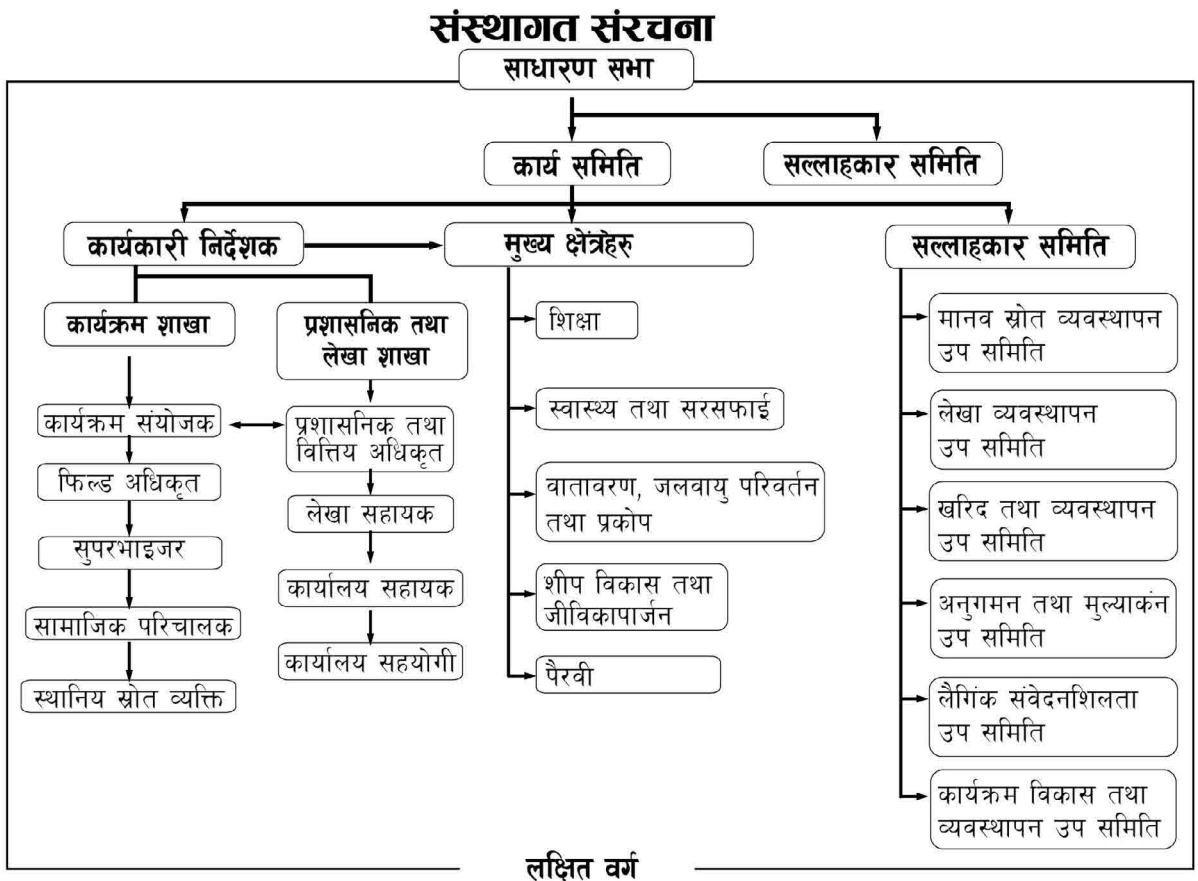 संस्थागत संरचना
साधारण सभा
कार्य समिति
सल्लाहकार समिति
कार्यकारी निर्देशक
मुख्य क्षेत्रहरु
सल्लाहकार समिति
कार्यक्रम शाखा
प्रशासनिक तथा
लेखा शाखा
कार्यक्रम संयोजक
फिल्ड अधिकृत
सुपरभाइजर
सामाजिक परिचालक
स्थानिय स्रोत व्यक्ति
प्रशासनिक तथा
वित्तिय अधिकृत
लेखा सहायक
कार्यालय सहायक
कार्यालय सहयोगी
शिक्षा
स्वास्थ्य तथा सरसफाई
वातावरण, जलवायु परिवर्तन
तथा प्रकोप
शीप विकास तथा
जीविकापार्जन
पैरवी
मानव स्रोत व्यवस्थापन
उप समिति
लेखा व्यवस्थापन
उप समिति
खरिद तथा व्यवस्थापन
उप समिति
अनुगमन तथा मुल्याकंन
उप समिति
लैगिंक संवेदनशिलता
उप समिति
कार्यक्रम विकास तथा
व्यवस्थापन उप समिति
लक्षित वर्ग